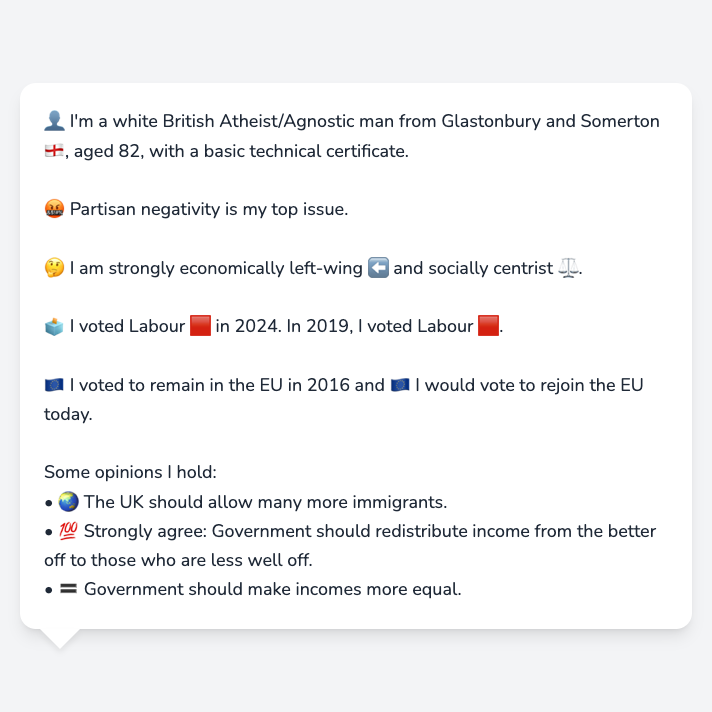 👤 I'm a white British Atheist/Agnostic man from Glastonbury and Somerton
🏴󠁧󠁢󠁥󠁮󠁧󠁿, aged 82, with a basic technical certificate.
🤬 Partisan negativity is my top issue.
🤔 I am strongly economically left-wing ⬅️ and socially centrist ⚖️.
🗳️ I voted Labour 🟥 in 2024. In 2019, I voted Labour 🟥.
🇪🇺 I voted to remain in the EU in 2016 and 🇪🇺 I would vote to rejoin the EU
today.
Some opinions I hold:
• 🌏 The UK should allow many more immigrants.
• 💯 Strongly agree: Government should redistribute income from the better
off to those who are less well off.
• 🟰 Government should make incomes more equal.